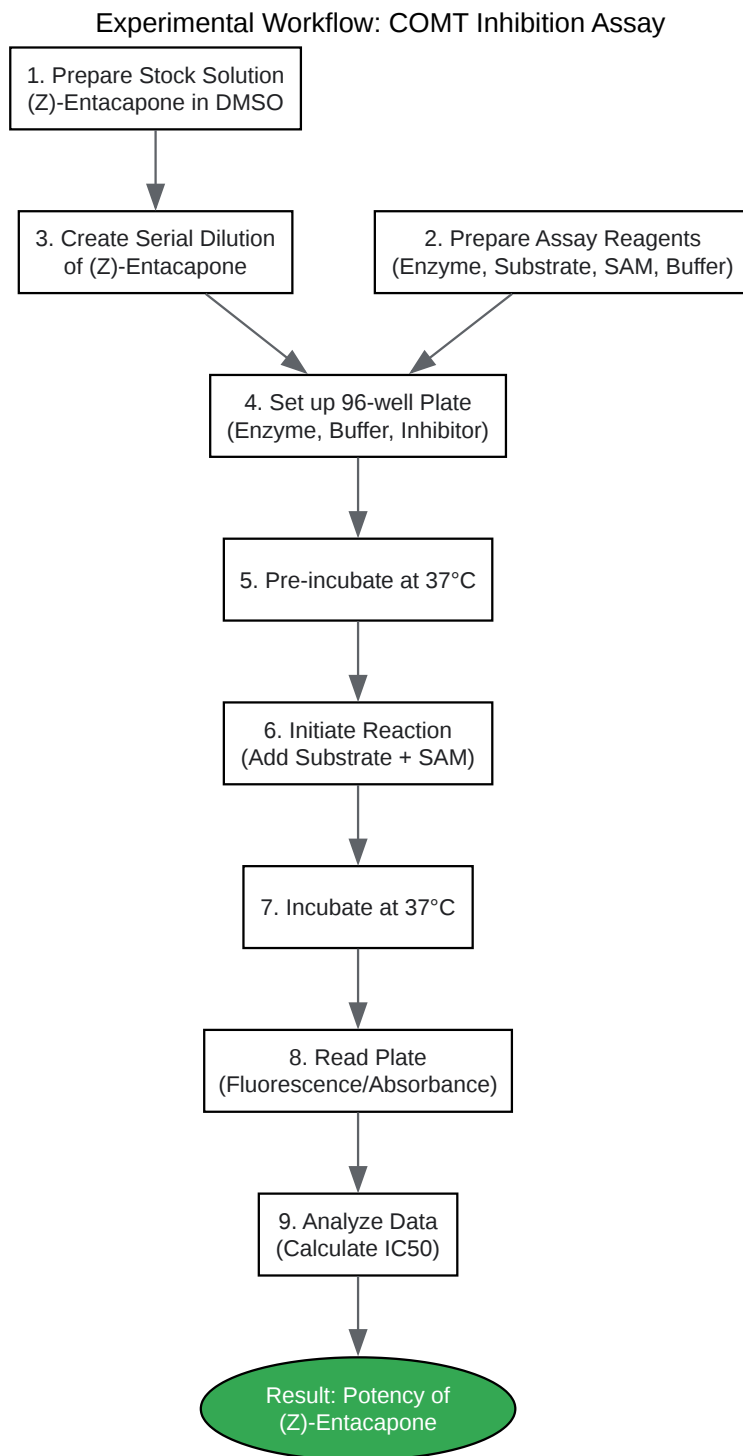 Experimental Workflow: COMT Inhibition Assay
1. Prepare Stock Solution
(Z)-Entacapone in DMSO
3. Create Serial Dilution
of (Z)-Entacapone
2. Prepare Assay Reagents
(Enzyme, Substrate, SAM, Buffer)
4. Set up 96-well Plate
(Enzyme, Buffer, Inhibitor)
5. Pre-incubate at 37°C
6. Initiate Reaction
(Add Substrate + SAM)
7. Incubate at 37°C
8. Read Plate
(Fluorescence/Absorbance)
9. Analyze Data
(Calculate IC50)
Result: Potency of
(Z)-Entacapone